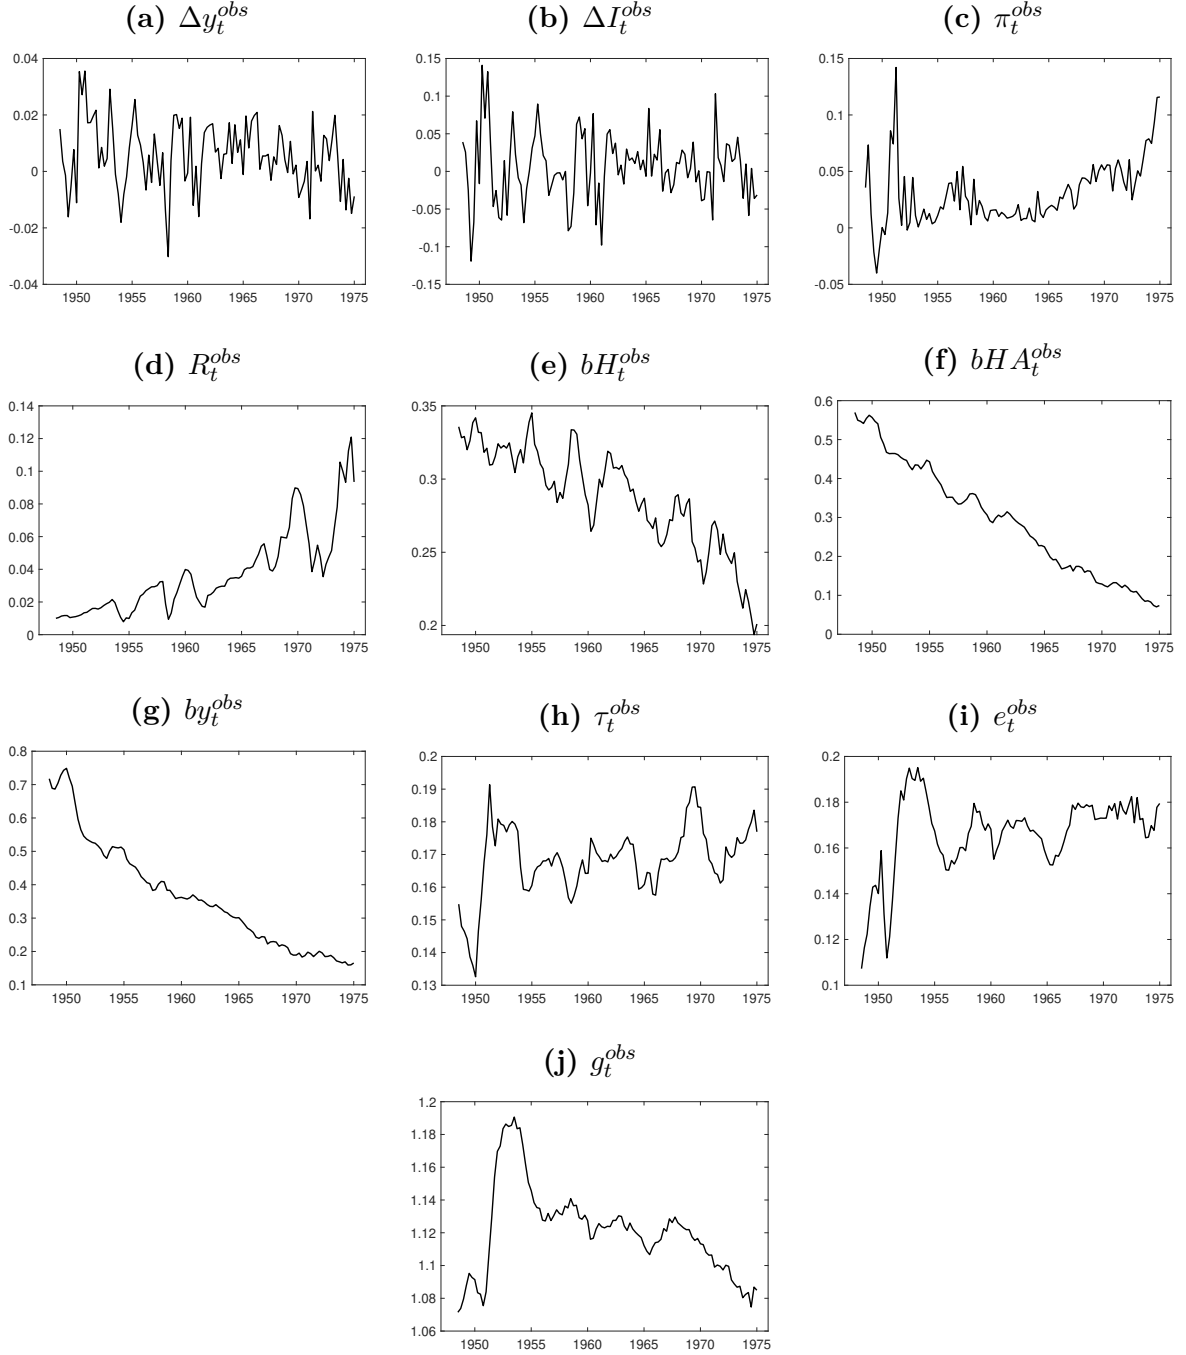 (a) Δy_t^{obs} (b) ΔI_t^{obs} (c) π_t^{obs}
0.04 0.15 0.15
0.02 0.1 0.1
0 0.05 0.05
-0.02 0 0
-0.04 -0.05 -0.05
-0.1
-0.15
1950 1955 1960 1965 1970 1975 1950 1955 1960 1965 1970 1975 1950 1955 1960 1965 1970 1975
(d) R_t^{obs} (e) bH_t^{obs} (f) bHA_t^{obs}
0.14 0.35 0.6
0.12 0.3 0.5
0.1 0.25 0.4
0.08 0.2 0.3
0.06 0.2
0.04 0.1
0.02 0
0
1950 1955 1960 1965 1970 1975 1950 1955 1960 1965 1970 1975 1950 1955 1960 1965 1970 1975
(g) by_t^{obs} (h) τ_t^{obs} (i) e_t^{obs}
0.8 0.2 0.2
0.7 0.19 0.18
0.6 0.18 0.16
0.5 0.17 0.14
0.4 0.16 0.12
0.3 0.15 0.1
0.2 0.14
0.1 0.13
1950 1955 1960 1965 1970 1975 1950 1955 1960 1965 1970 1975 1950 1955 1960 1965 1970 1975
(j) g_t^{obs}
1.2
1.18
1.16
1.14
1.12
1.1
1.08
1.06
1950 1955 1960 1965 1970 1975